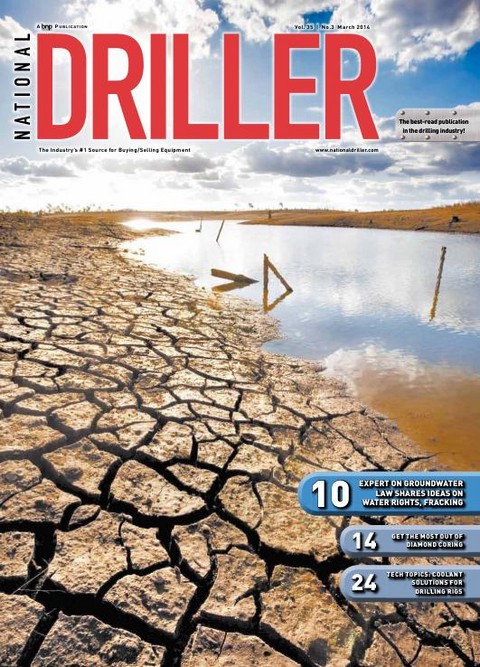 A bnp PUBLICATION
Vol. 35 No.3 March 2014
NATIONAL
DRILLER
The best-read publication
in the drilling industry!
The Industry's #1 Source for Buying/Selling Equipment
www.nationaldriller.com
10
EXPERT ON GROUNDWATER
LAW SHARES IDEAS ON
WATER RIGHTS, FRACKING
14
GET THE MOST OUT OF
DIAMOND CORING
24
TECH TOPICS: COOLANT
SOLUTIONS FOR
DRILLING RIGS